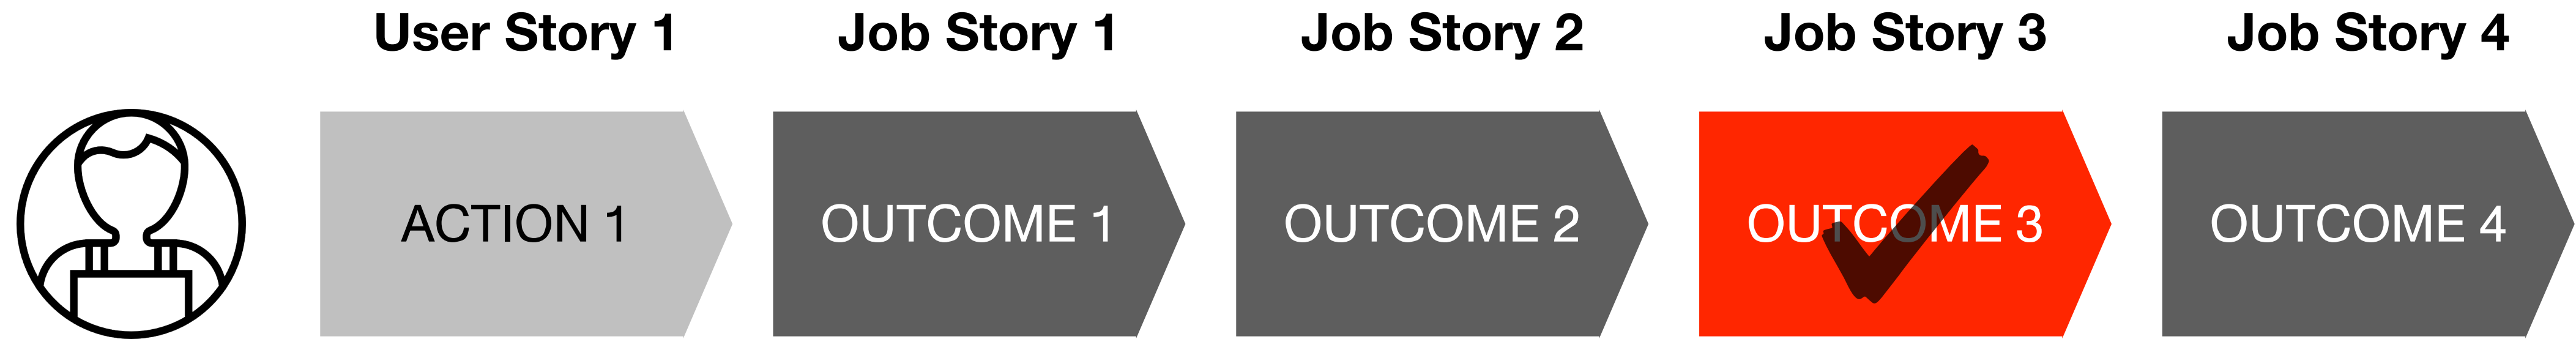 User Story 1
Job Story 1
Job Story 2
Job Story 3
Job Story 4
ACTION 1
OUTCOME 1
OUTCOME 2
OUTCOME 3
OUTCOME 4